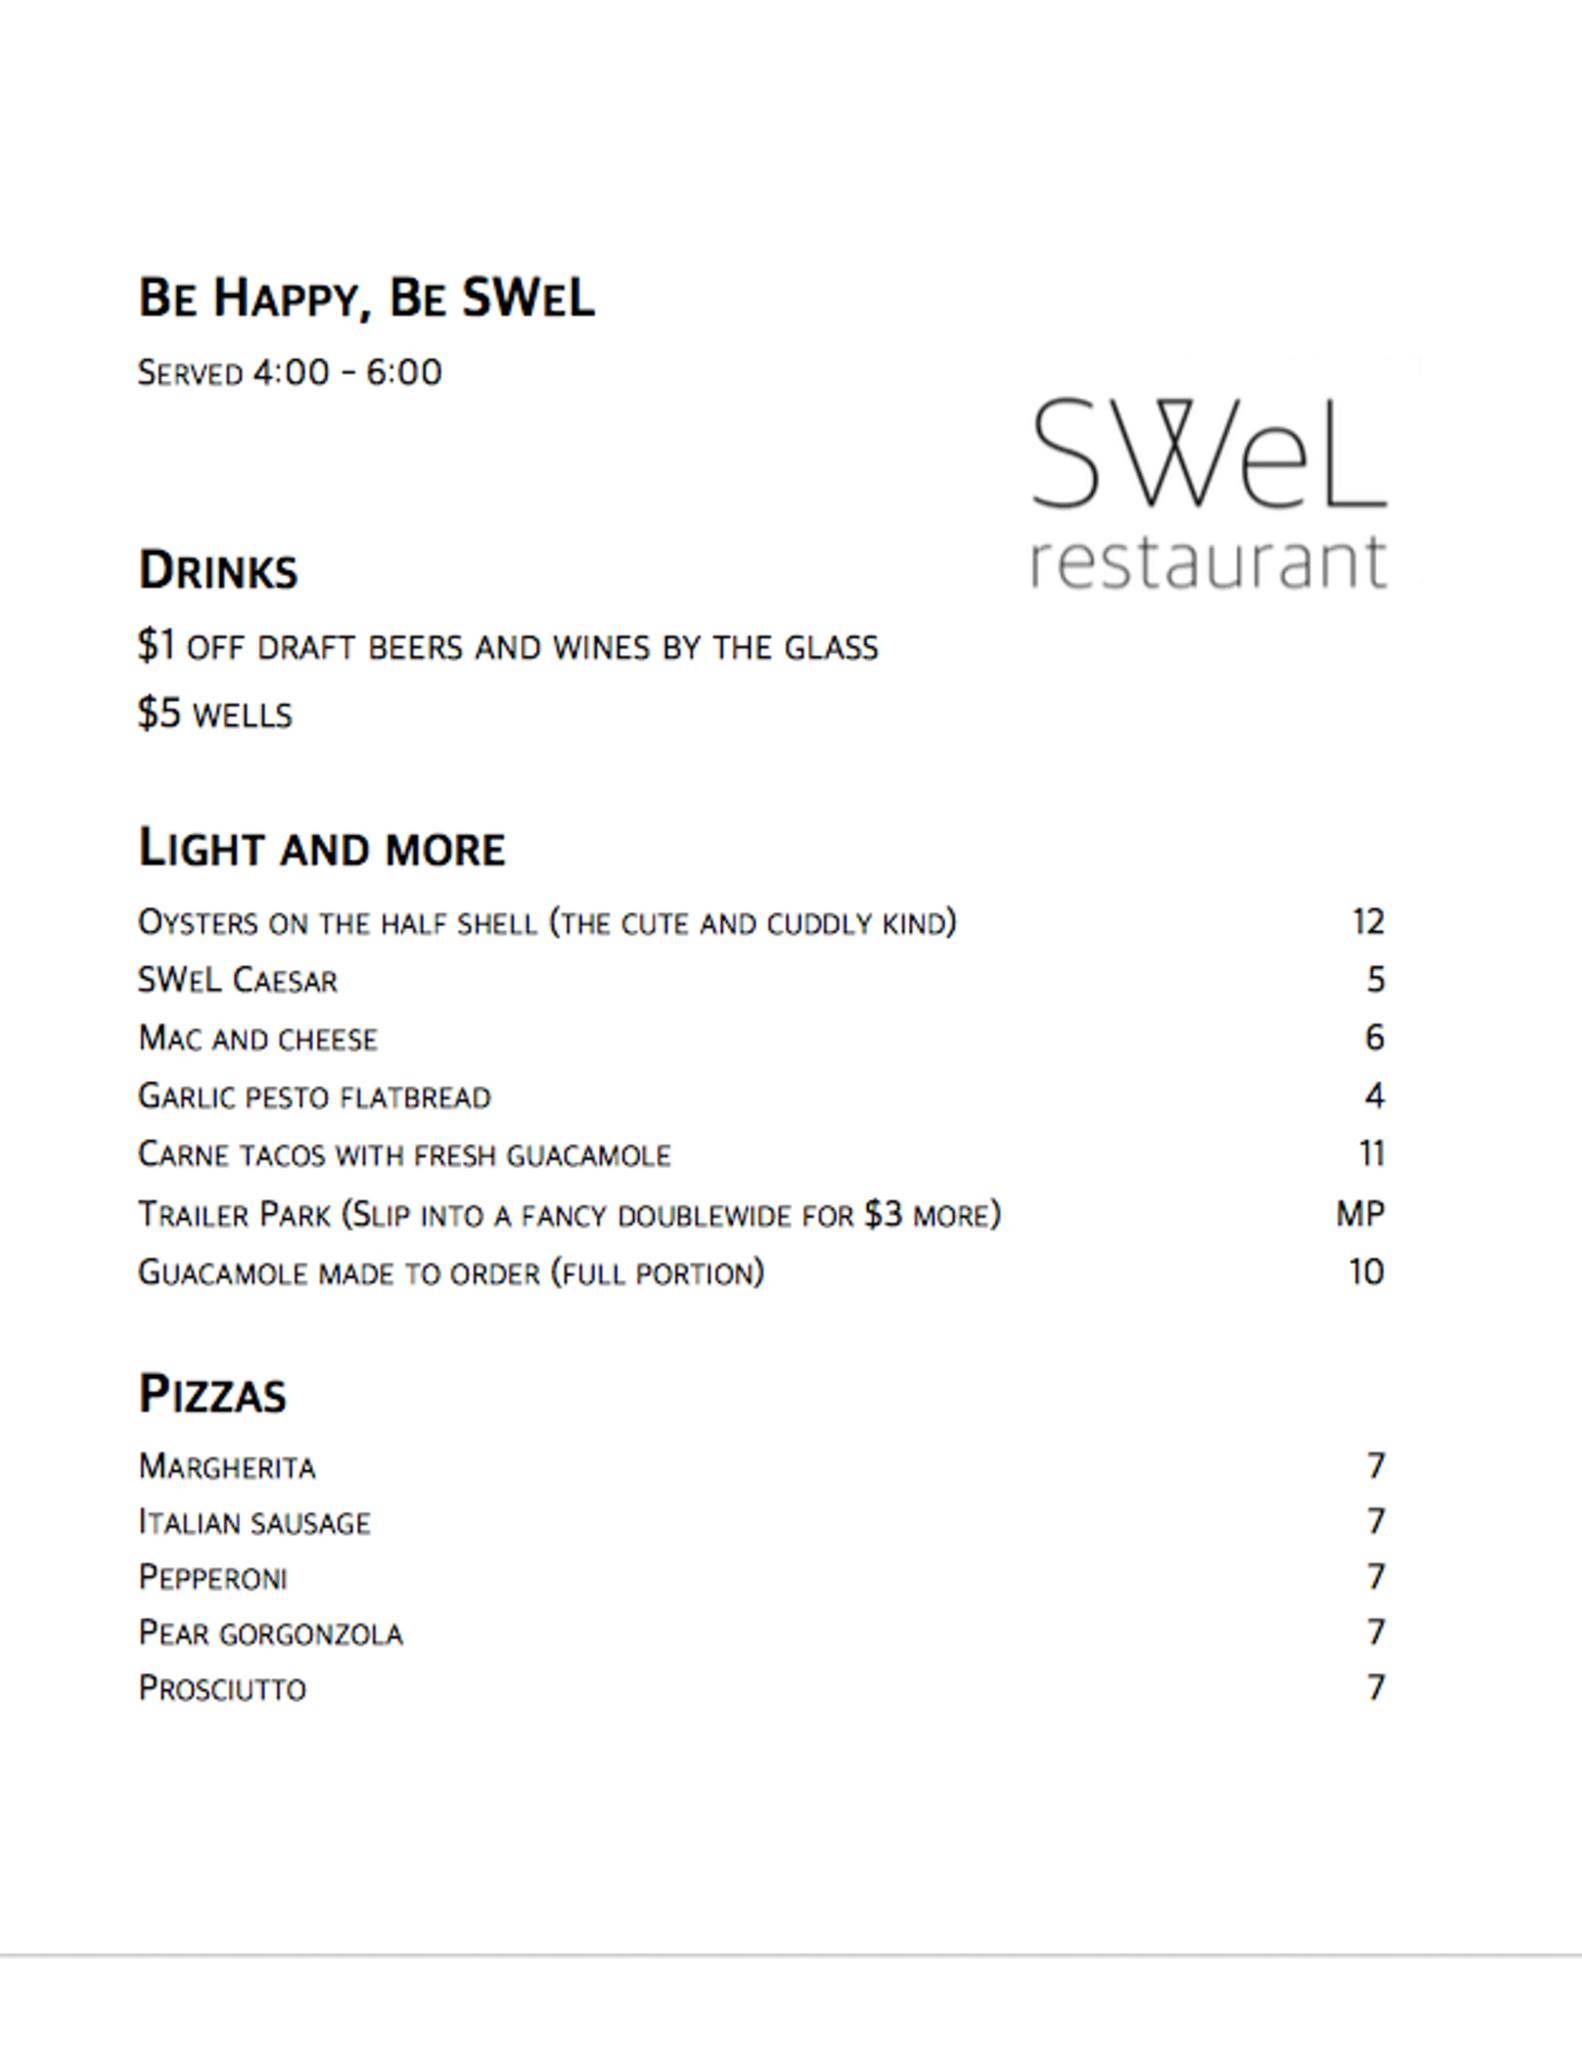 Be Happy, Be SWeL
Served 4:00 - 6:00
SWeL
restaurant
Drinks
$1 off draft beers and wines by the glass
$5 wells
Light and more
Oysters on the half shell (the cute and cuddly kind) 12
SWeL Caesar 5
Mac and cheese 6
Garlic pesto flatbread 4
Carne tacos with fresh guacamole 11
Trailer Park (Slip into a fancy doublewide for $3 more) MP
Guacamole made to order (full portion) 10
Pizzas
Margherita 7
Italian sausage 7
Pepperoni 7
Pear gorgonzola 7
Prosciutto 7